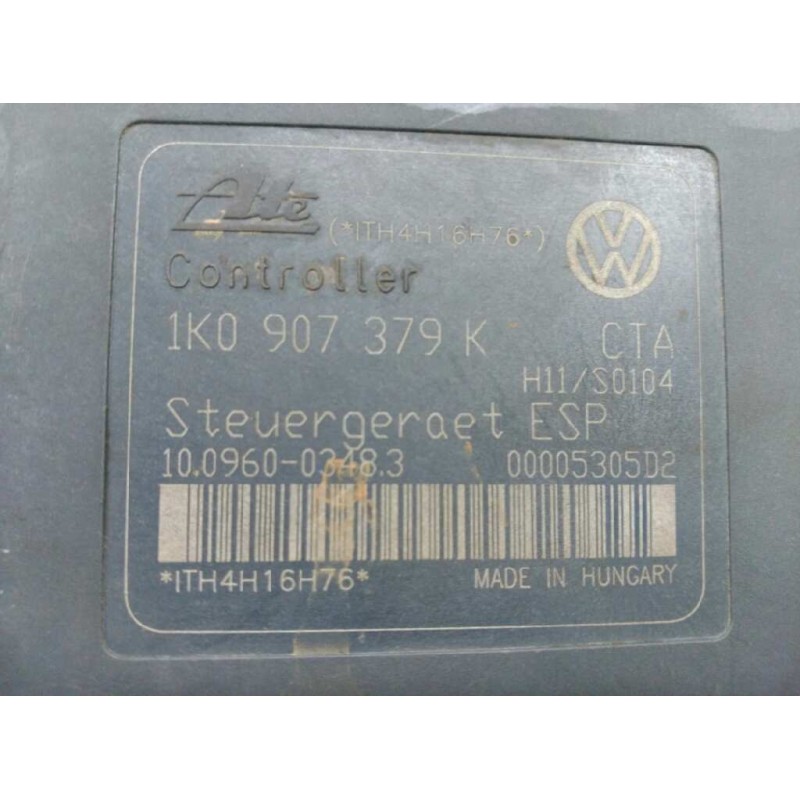 Ate
(*ITH4H16H76*)
Controller
1K0 907 379 K CTA
H11/S0104
Steuergeraet ESP
10.0960-0348.3 00005305D2
*ITH4H16H76* MADE IN HUNGARY